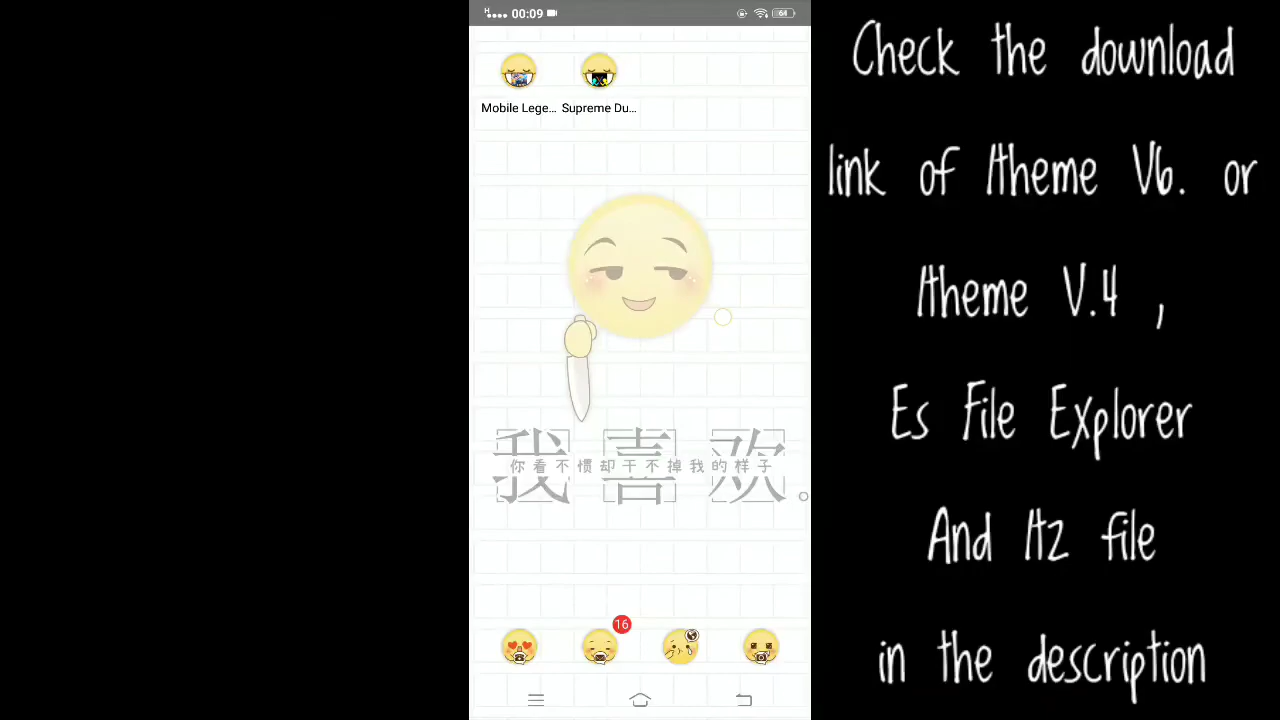 H
00:09
64
Mobile Lege... Supreme Du...
我喜欢。
你看不惯却干不掉我的样子
16
Check the download
link of Itheme V6. or
Itheme V.4 ,
Es File Explorer
And Itz file
in the description